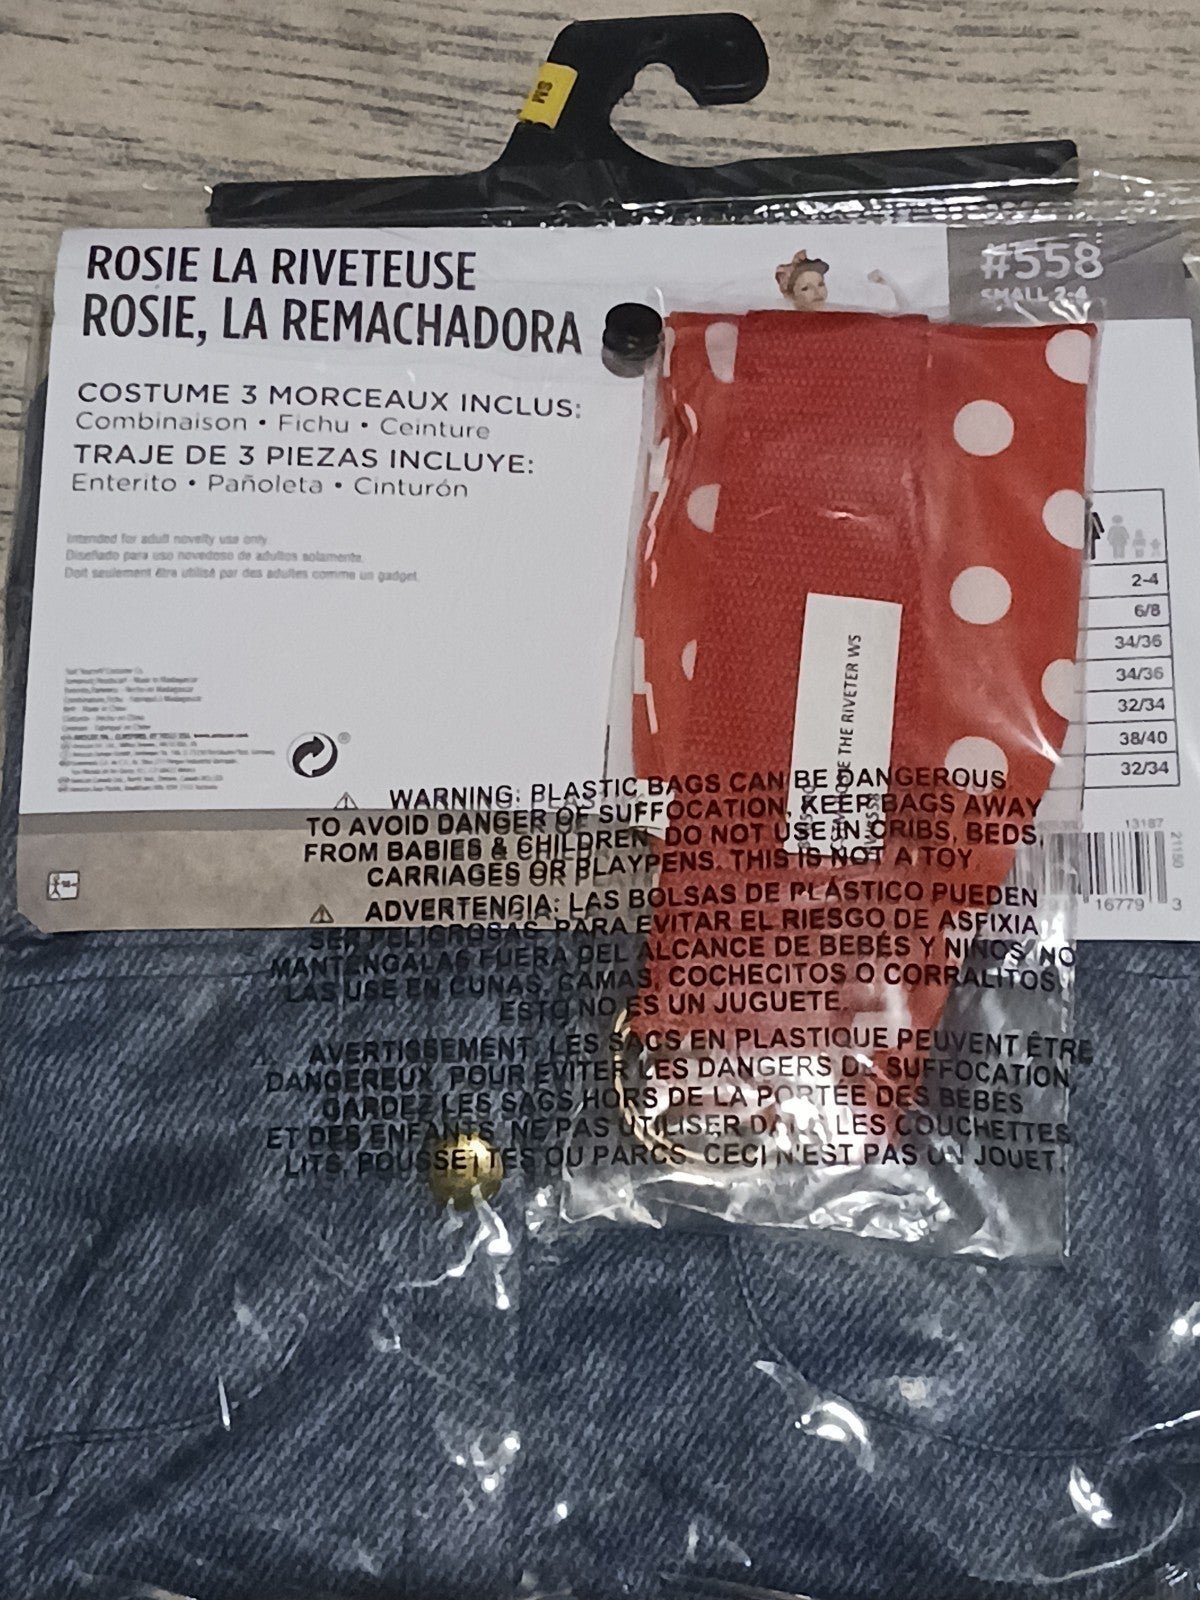 SM
ROSIE LA RIVETEUSE
ROSIE, LA REMACHADORA
#558
SMALL 2-4
COSTUME 3 MORCEAUX INCLUS:
Combinaison • Fichu • Ceinture
TRAJE DE 3 PIEZAS INCLUYE:
Enterito • Pañoleta • Cinturón
Intended for adult novelty use only.
Diseñado para uso novedoso de adultos solamente.
Doit seulement être utilisé par des adultes comme un gadget.
2-4
6/8
34/36
34/36
32/34
38/40
32/34
THE RIVETER WS
⚠ WARNING: PLASTIC BAGS CAN BE DANGEROUS
TO AVOID DANGER OF SUFFOCATION, KEEP BAGS AWAY
FROM BABIES & CHILDREN. DO NOT USE IN CRIBS, BEDS,
CARRIAGES OR PLAYPENS. THIS IS NOT A TOY
⚠ ADVERTENCIA: LAS BOLSAS DE PLÁSTICO PUEDEN
SER PELIGROSAS. PARA EVITAR EL RIESGO DE ASFIXIA,
MANTÉNGALAS FUERA DEL ALCANCE DE BEBÉS Y NIÑOS. NO
LAS USE EN CUNAS, CAMAS, COCHECITOS O CORRALITOS.
ESTO NO ES UN JUGUETE.
⚠ AVERTISSEMENT: LES SACS EN PLASTIQUE PEUVENT ÊTRE
DANGEREUX. POUR ÉVITER LES DANGERS DE SUFFOCATION
GARDEZ LES SACS HORS DE LA PORTÉE DES BÉBÉS
ET DES ENFANTS. NE PAS UTILISER DANS LES COUCHETTES,
LITS, POUSSETTES OU PARCS. CECI N'EST PAS UN JOUET.
13187
21150
16779 3